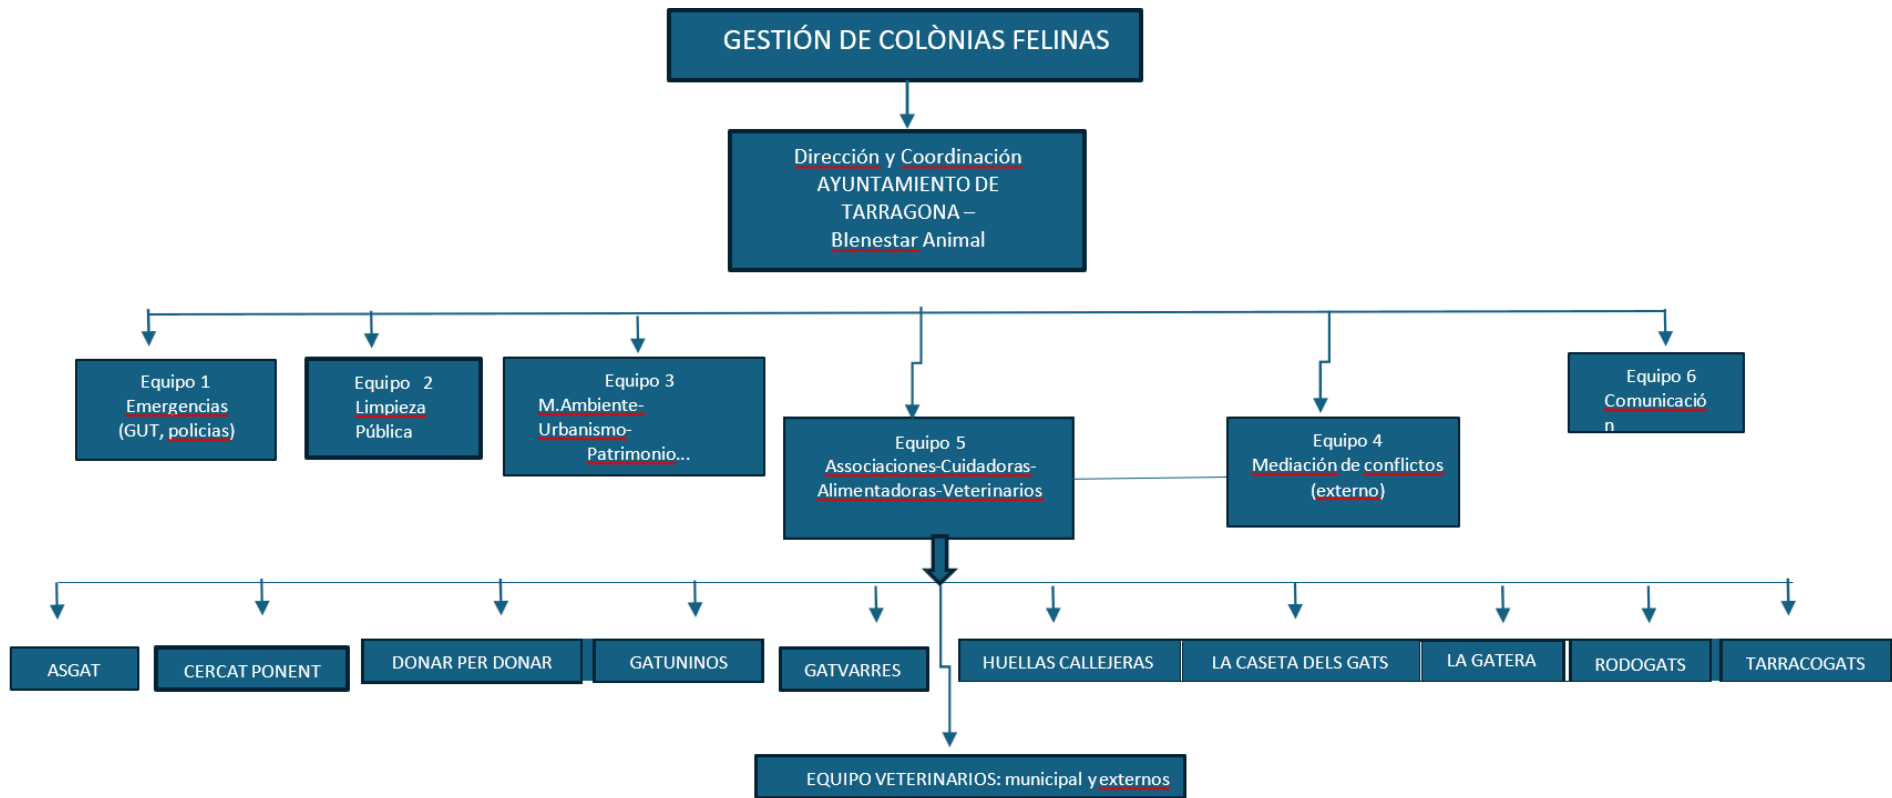 GESTIÓN DE COLÒNIAS FELINAS
Dirección y Coordinación
AYUNTAMIENTO DE
TARRAGONA –
BIenestar Animal
Equipo 1
Emergencias
(GUT, policias)
Equipo 2
Limpieza
Pública
Equipo 3
M.Ambiente-
Urbanismo-
Patrimonio...
Equipo 5
Associaciones-Cuidadoras-
Alimentadoras-Veterinarios
Equipo 4
Mediación de conflictos
(externo)
Equipo 6
Comunicació
n
ASGAT
CERCAT PONENT
DONAR PER DONAR
GATUNINOS
GATVARRES
HUELLAS CALLEJERAS
LA CASETA DELS GATS
LA GATERA
RODOGATS
TARRACOGATS
EQUIPO VETERINARIOS: municipal y externos